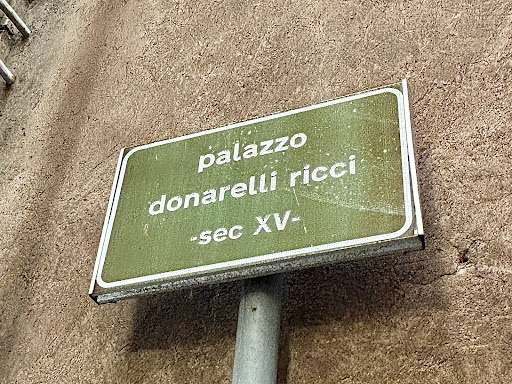 palazzo
donarelli ricci
-sec XV-